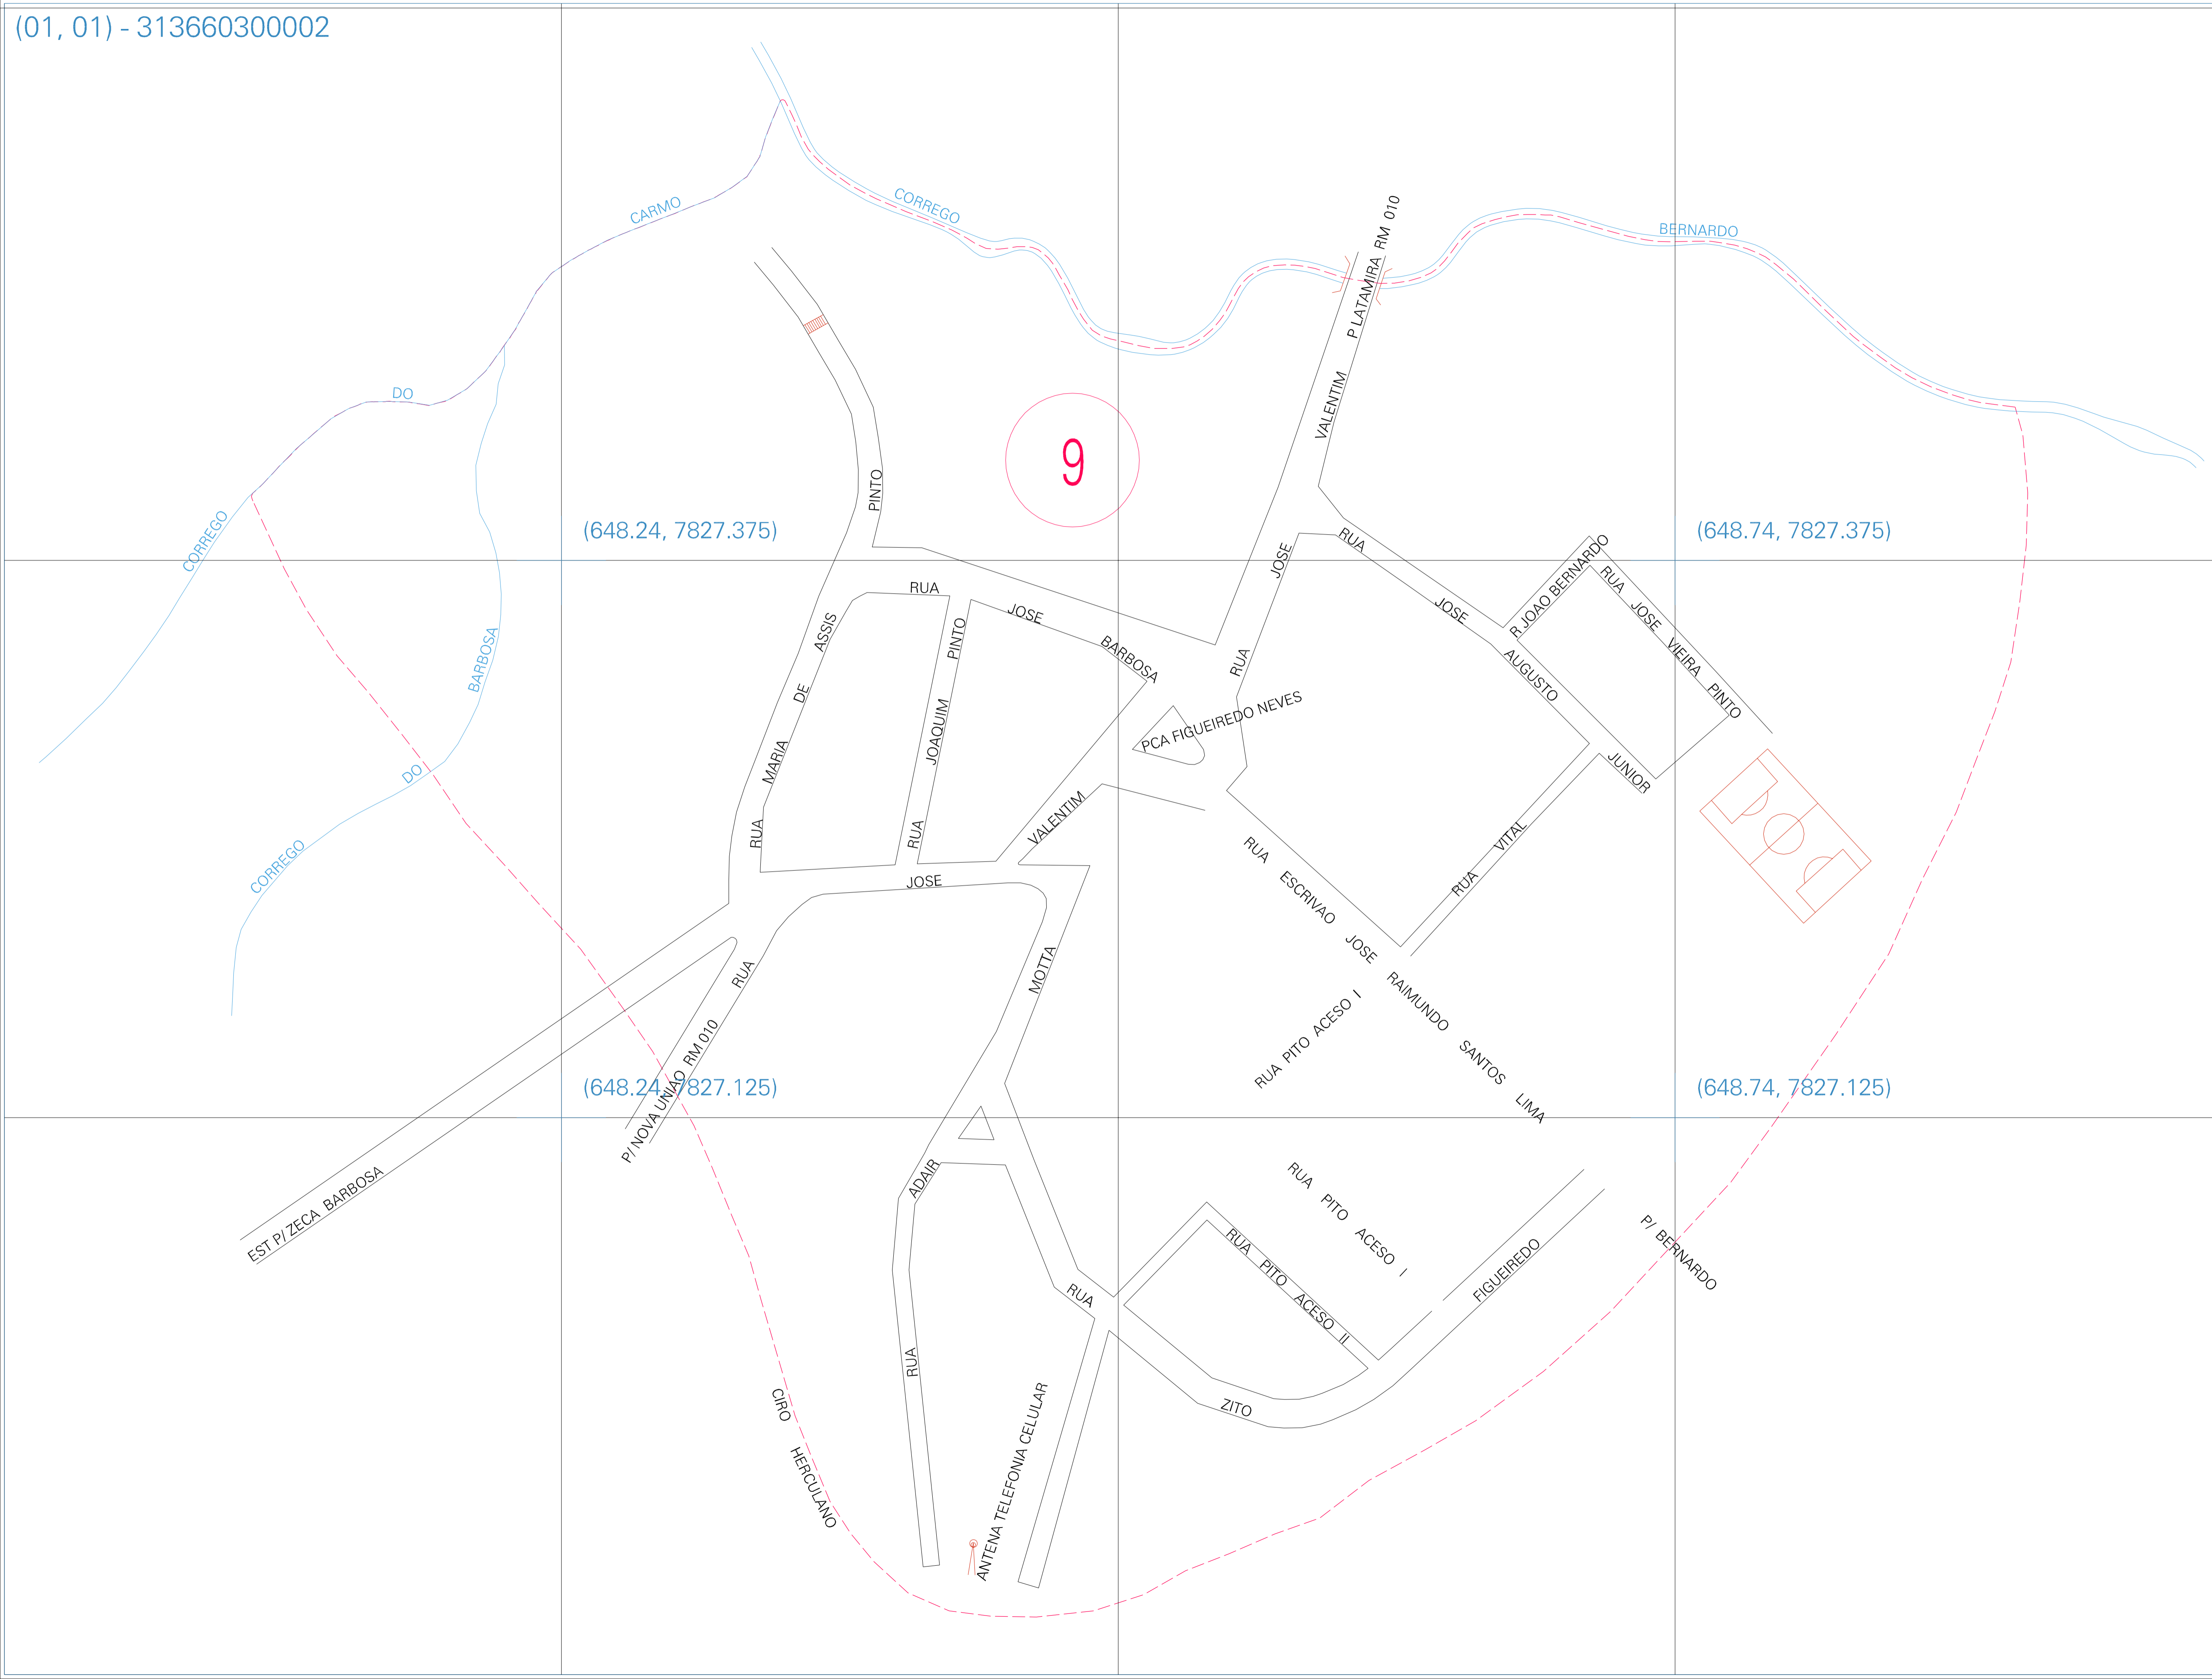 (01, 01) - 313660300002
CORREGO DO CARMO
CORREGO BERNARDO
CORREGO DO BARBOSA
P LATAMIRA RM 010
9
(648.24, 7827.375)
(648.74, 7827.375)
RUA MARIA DE ASSIS PINTO
RUA JOSE BARBOSA
RUA JOAQUIM PINTO
RUA JOSE VALENTIM
RUA JOSE AUGUSTO JUNIOR
R JOAO BERNARDO
RUA JOSE VIEIRA PINTO
PCA FIGUEIREDO NEVES
RUA JOSE VALENTIM
MOTTA
RUA VITAL
RUA ESCRIVAO JOSE RAIMUNDO SANTOS LIMA
RUA PITO ACESO I
P/ NOVA UNIAO RM 010
(648.24, 7827.125)
(648.74, 7827.125)
EST P/ ZECA BARBOSA
RUA ADAIR
RUA PITO ACESO I
RUA PITO ACESO II
RUA ZITO FIGUEIREDO
P/ BERNARDO
CIRO HERCULANO
ANTENA TELEFONIA CELULAR